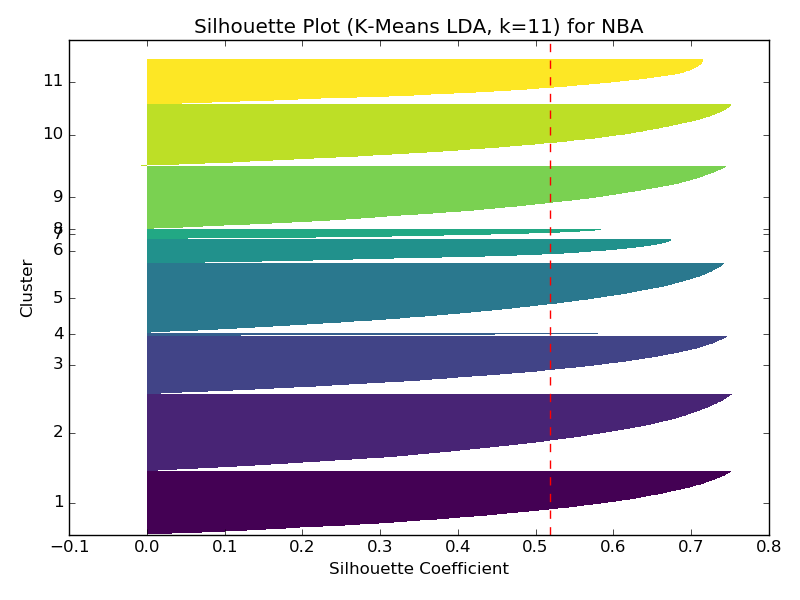 Silhouette Plot (K-Means LDA, k=11) for NBA
11
10
9
8
7
6
5
4
3
2
1
Cluster
−0.1 0.0 0.1 0.2 0.3 0.4 0.5 0.6 0.7 0.8
Silhouette Coefficient